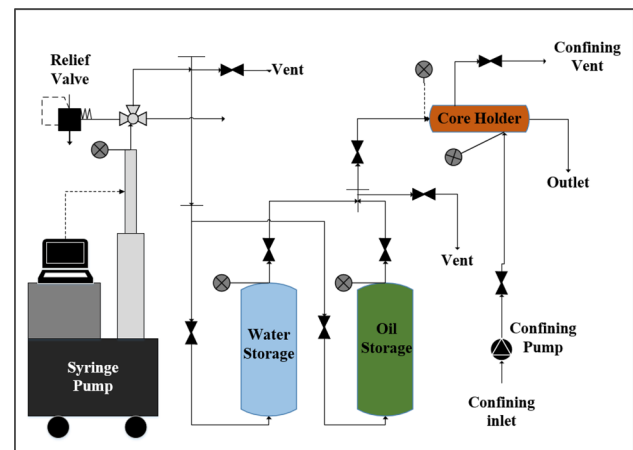 Relief
Valve
Vent
Confining
Vent
Core Holder
Outlet
Vent
Water
Storage
Oil
Storage
Confining
Pump
Syringe
Pump
Confining
inlet